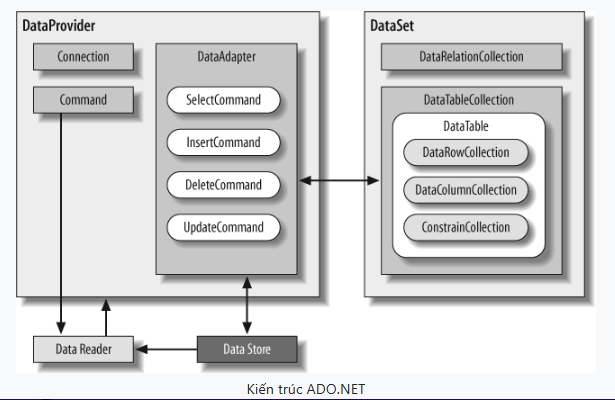 DataProvider
Connection
Command
DataAdapter
SelectCommand
InsertCommand
DeleteCommand
UpdateCommand
DataSet
DataRelationCollection
DataTableCollection
DataTable
DataRowCollection
DataColumnCollection
ConstrainCollection
Data Reader
Data Store
Kiến trúc ADO.NET